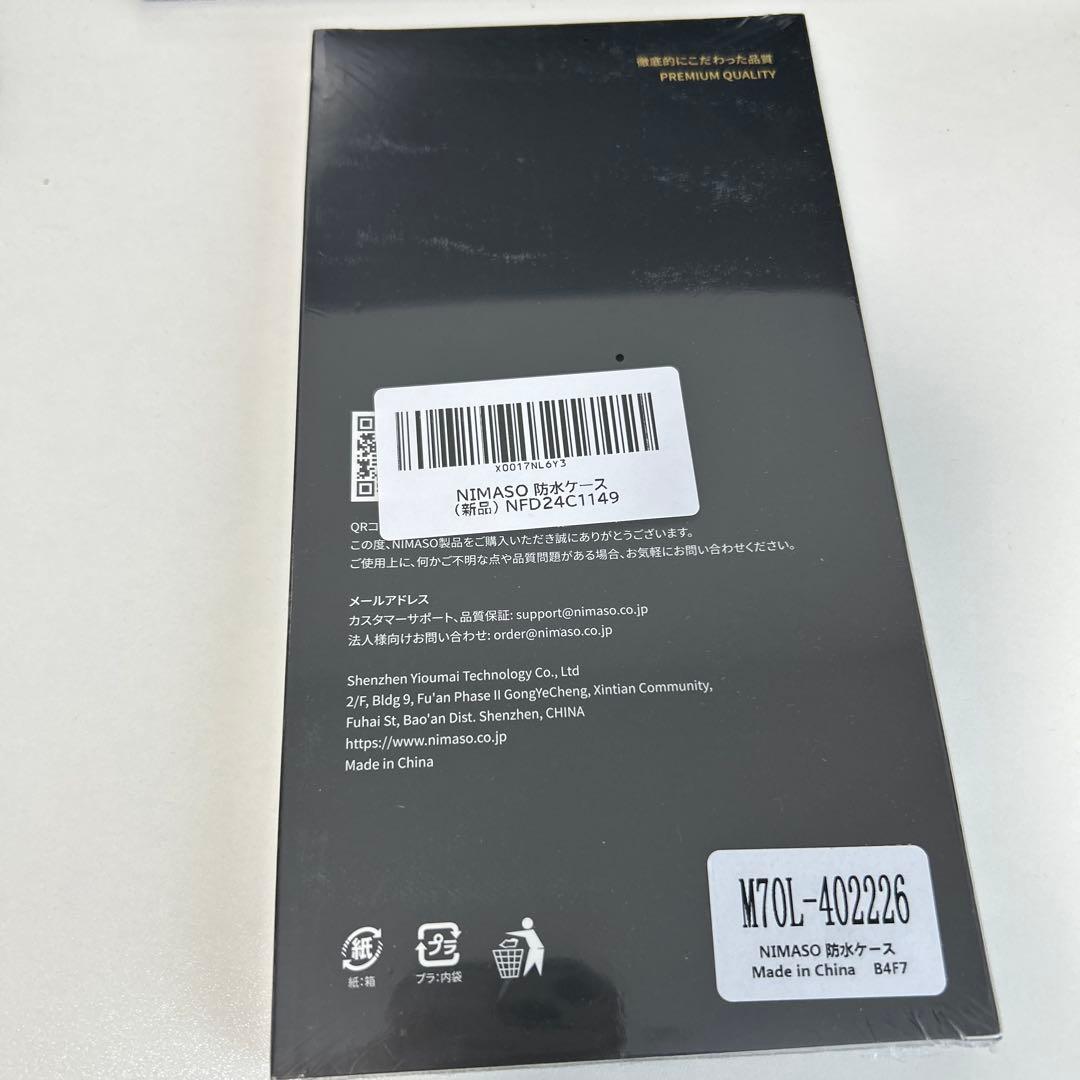 徹底的にこだわった品質
PREMIUM QUALITY
X0017NL6Y3
NIMASO 防水ケース
（新品） NFD24C1149
QRコ
この度、NIMASO製品をご購入いただき誠にありがとうございます。
ご使用上に、何かご不明な点や品質問題がある場合、お気軽にお問い合わせください。
メールアドレス
カスタマーサポート、品質保証: support@nimaso.co.jp
法人様向けお問い合わせ: order@nimaso.co.jp
Shenzhen Yioumai Technology Co., Ltd
2/F, Bldg 9, Fu'an Phase II GongYeCheng, Xintian Community,
Fuhai St, Bao'an Dist. Shenzhen, CHINA
https://www.nimaso.co.jp
Made in China
紙
紙：箱
プラ
プラ：内袋
M70L-402226
NIMASO 防水ケース
Made in China B4F7